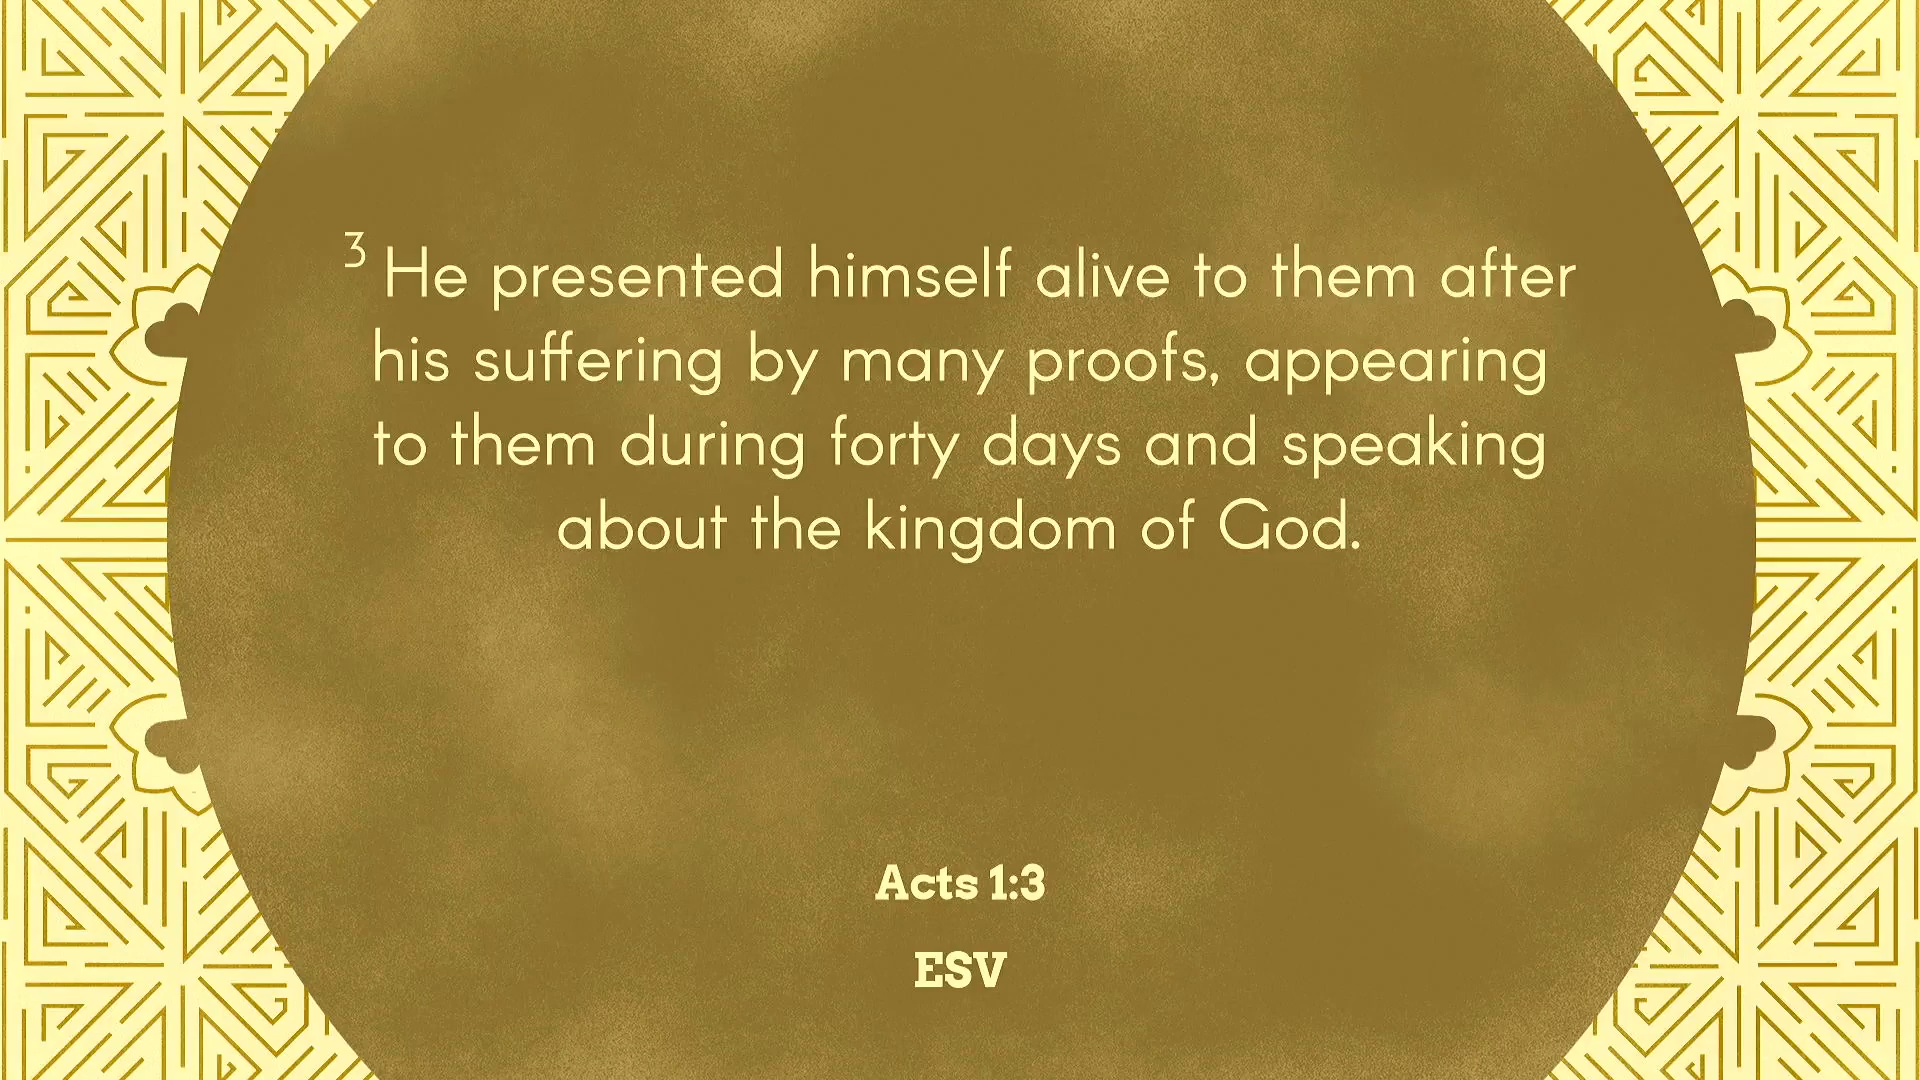 3 He presented himself alive to them after
his suffering by many proofs, appearing
to them during forty days and speaking
about the kingdom of God.
Acts 1:3
ESV